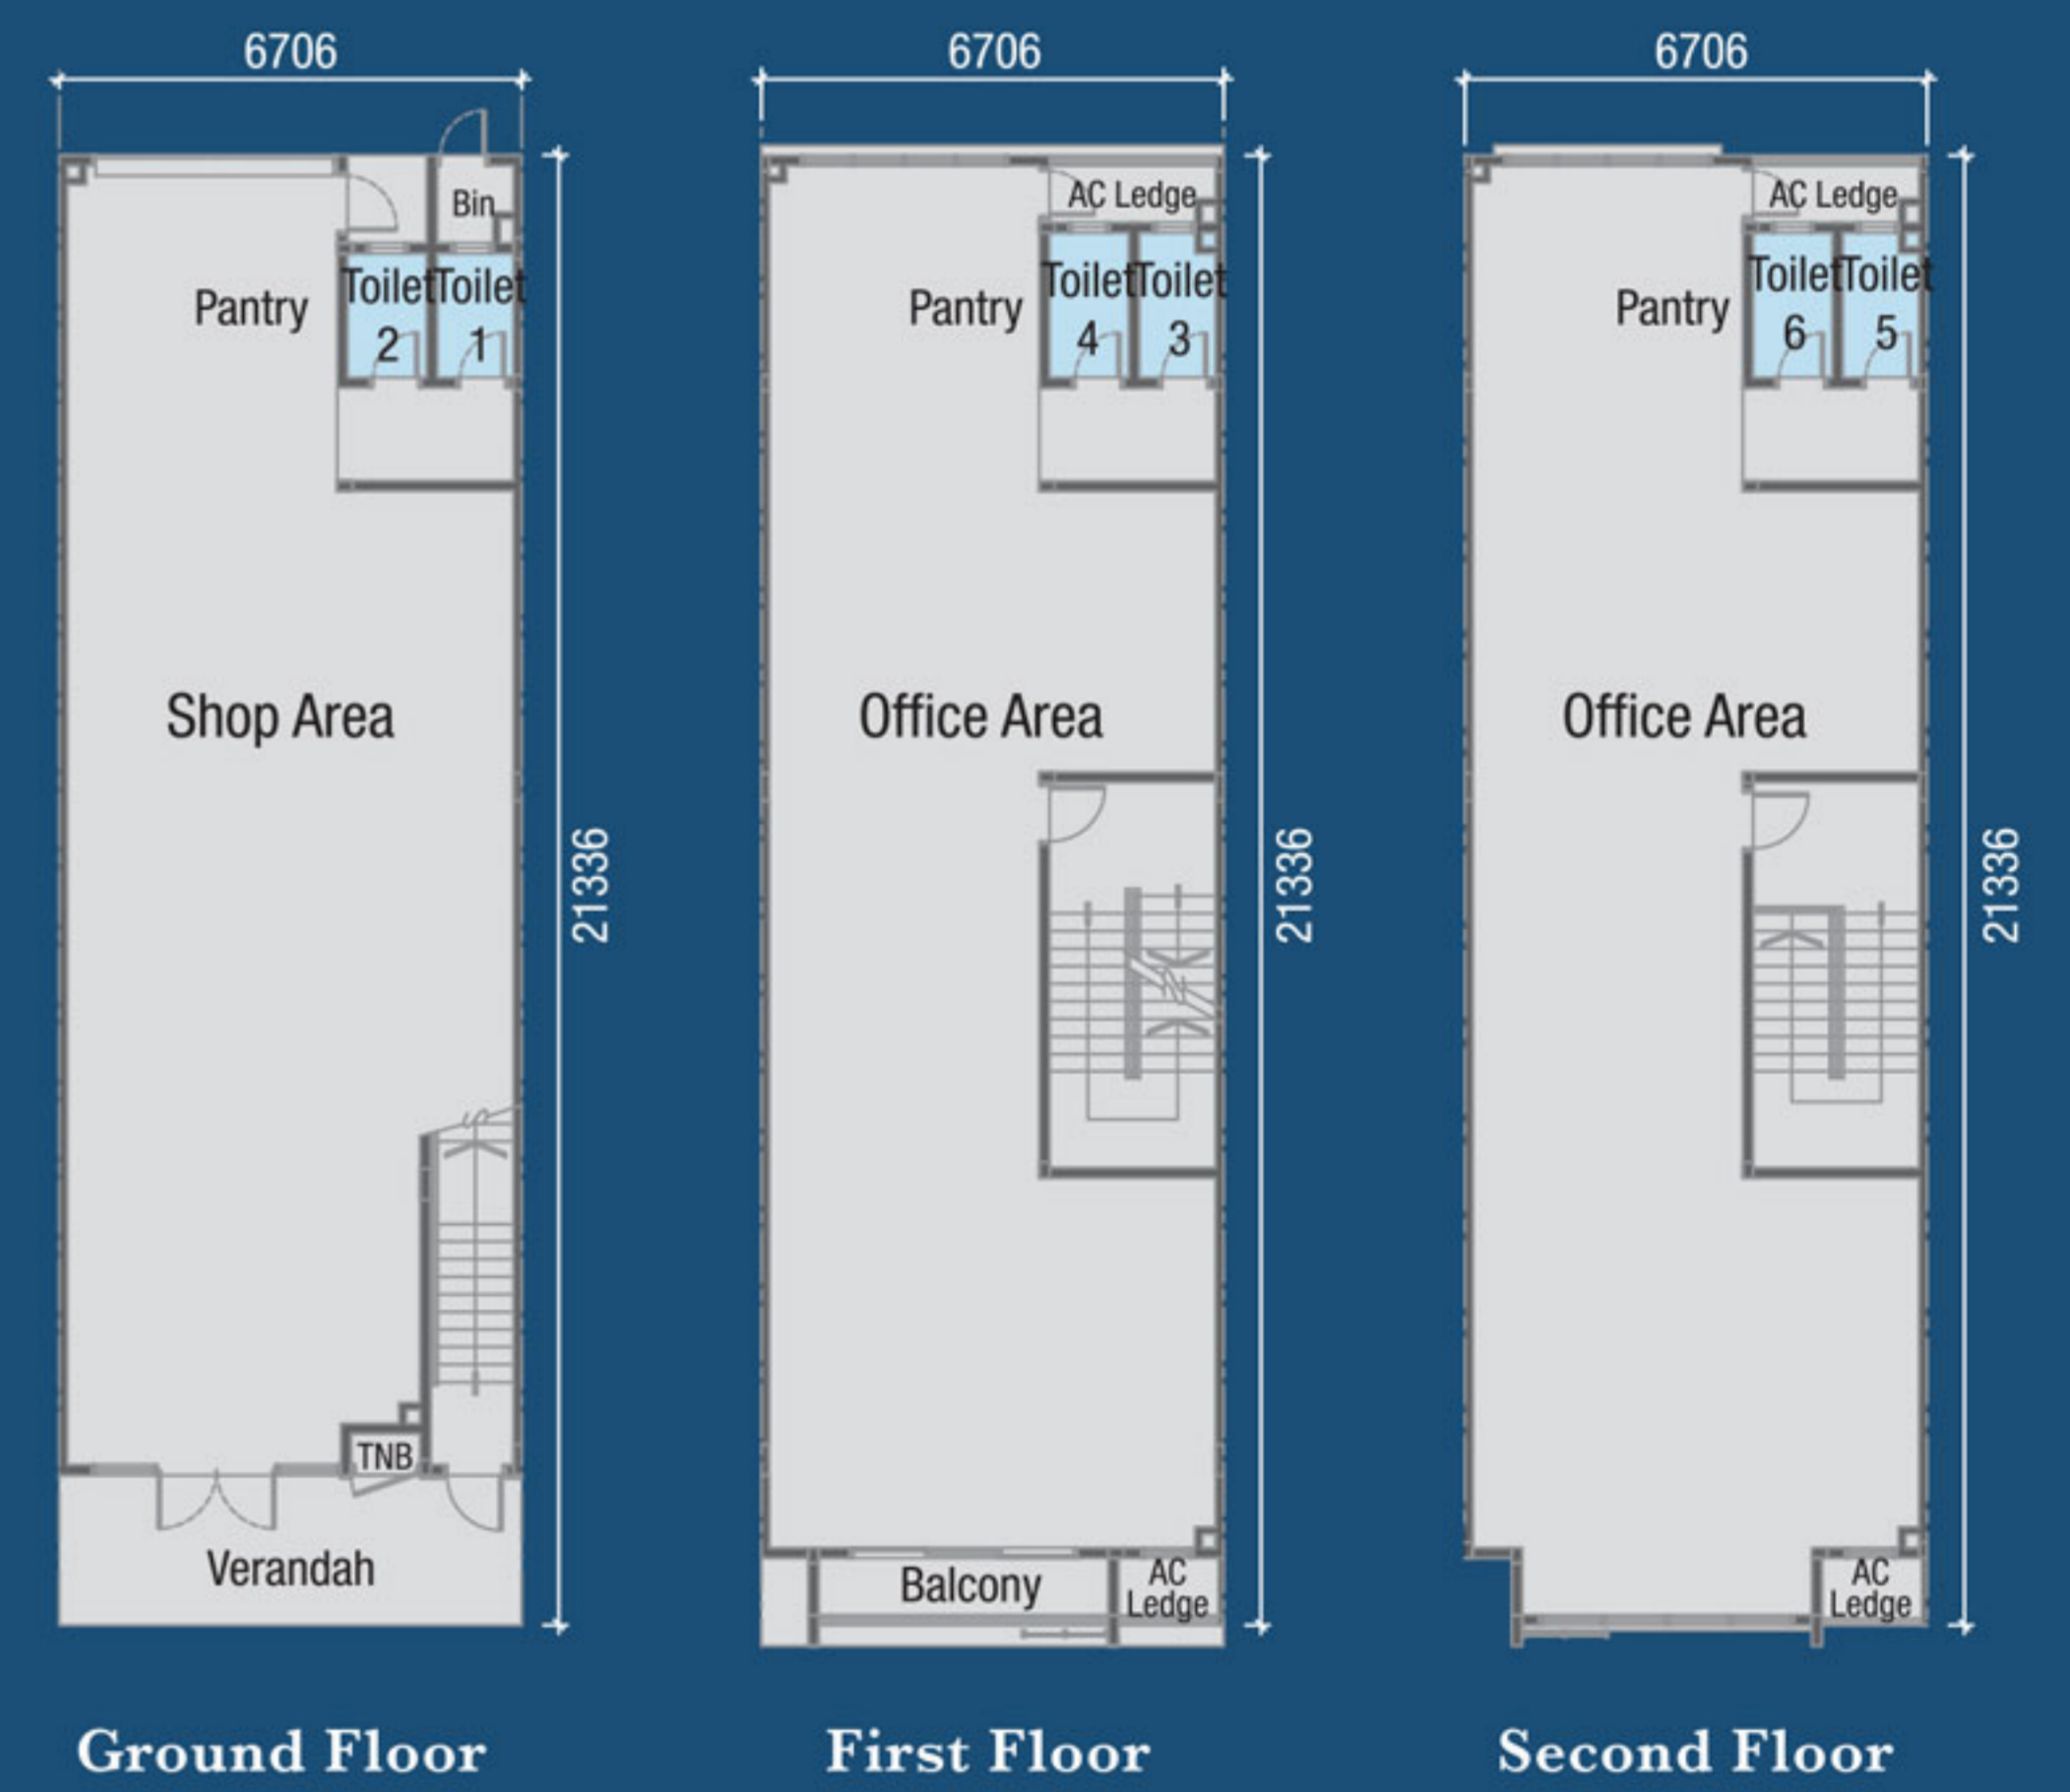 6706
Bin
Toilet
2
Toilet
1
Pantry
Shop Area
21336
TNB
Verandah
Ground Floor
6706
AC Ledge
Toilet
4
Toilet
3
Pantry
Office Area
21336
Balcony
AC
Ledge
First Floor
6706
AC Ledge
Toilet
6
Toilet
5
Pantry
Office Area
21336
AC
Ledge
Second Floor